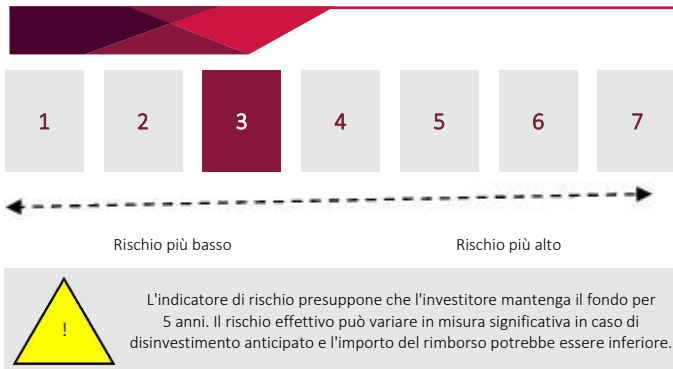 1 2 3 4 5 6 7
Rischio più basso Rischio più alto
!
L'indicatore di rischio presuppone che l'investitore mantenga il fondo per
5 anni. Il rischio effettivo può variare in misura significativa in caso di
disinvestimento anticipato e l'importo del rimborso potrebbe essere inferiore.